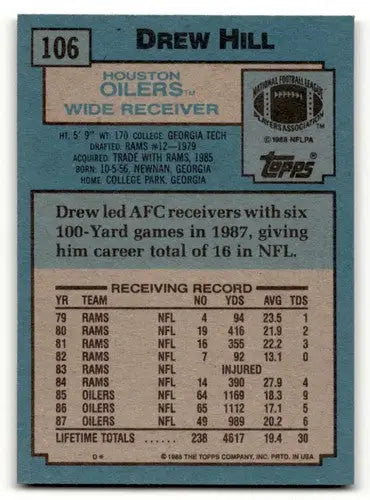 106
DREW HILL
HOUSTON
OILERS™
WIDE RECEIVER
NATIONAL FOOTBALL LEAGUE
PLAYERS ASSOCIATION
© 1988 NFLPA
topps®
HT. 5' 9" WT: 170 COLLEGE: GEORGIA TECH
DRAFTED: RAMS #12-1979
ACQUIRED: TRADE WITH RAMS, 1985
BORN: 10-5-56, NEWNAN, GEORGIA
HOME: COLLEGE PARK, GEORGIA
Drew led AFC receivers with six
100-Yard games in 1987, giving
him career total of 16 in NFL.
RECEIVING RECORD
YR TEAM NO YDS AVG TDS
79 RAMS NFL 4 94 23.5 1
80 RAMS NFL 19 416 21.9 2
81 RAMS NFL 16 355 22.2 3
82 RAMS NFL 7 92 13.1 0
83 RAMS NFL INJURED
84 RAMS NFL 14 390 27.9 4
85 OILERS NFL 64 1169 18.3 9
86 OILERS NFL 65 1112 17.1 5
87 OILERS NFL 49 989 20.2 6
LIFETIME TOTALS ...... 238 4617 19.4 30
D* © 1988 THE TOPPS COMPANY, INC. PRTD. IN U.S.A.